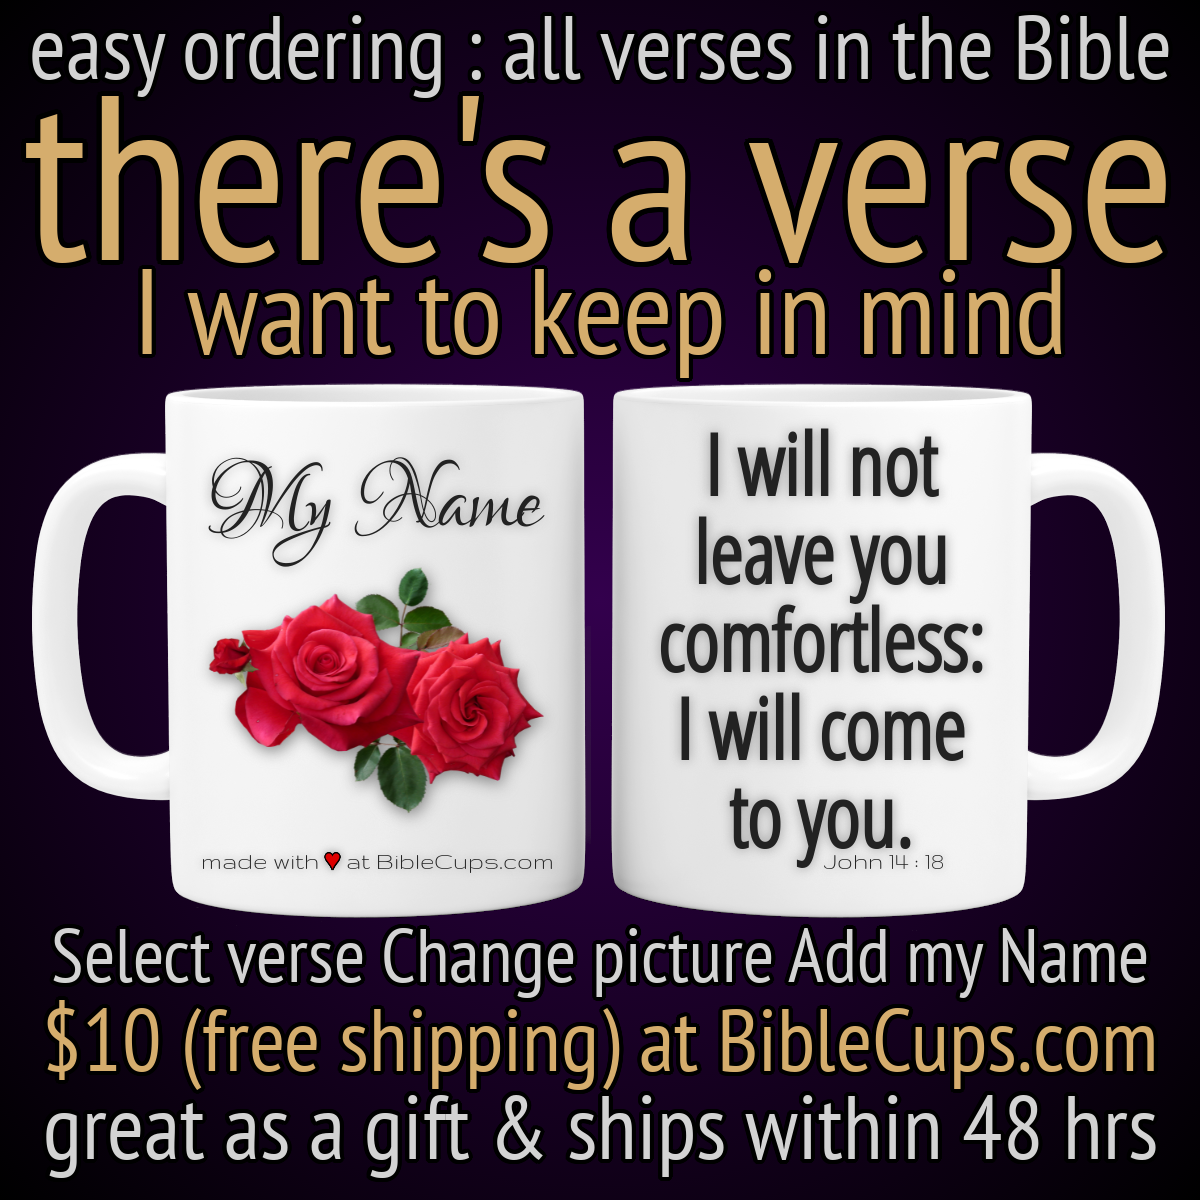 easy ordering : all verses in the Bible
there's a verse
I want to keep in mind
My Name
made with ❤ at BibleCups.com
I will not
leave you
comfortless:
I will come
to you.
John 14 : 18
Select verse Change picture Add my Name
$10 (free shipping) at BibleCups.com
great as a gift & ships within 48 hrs